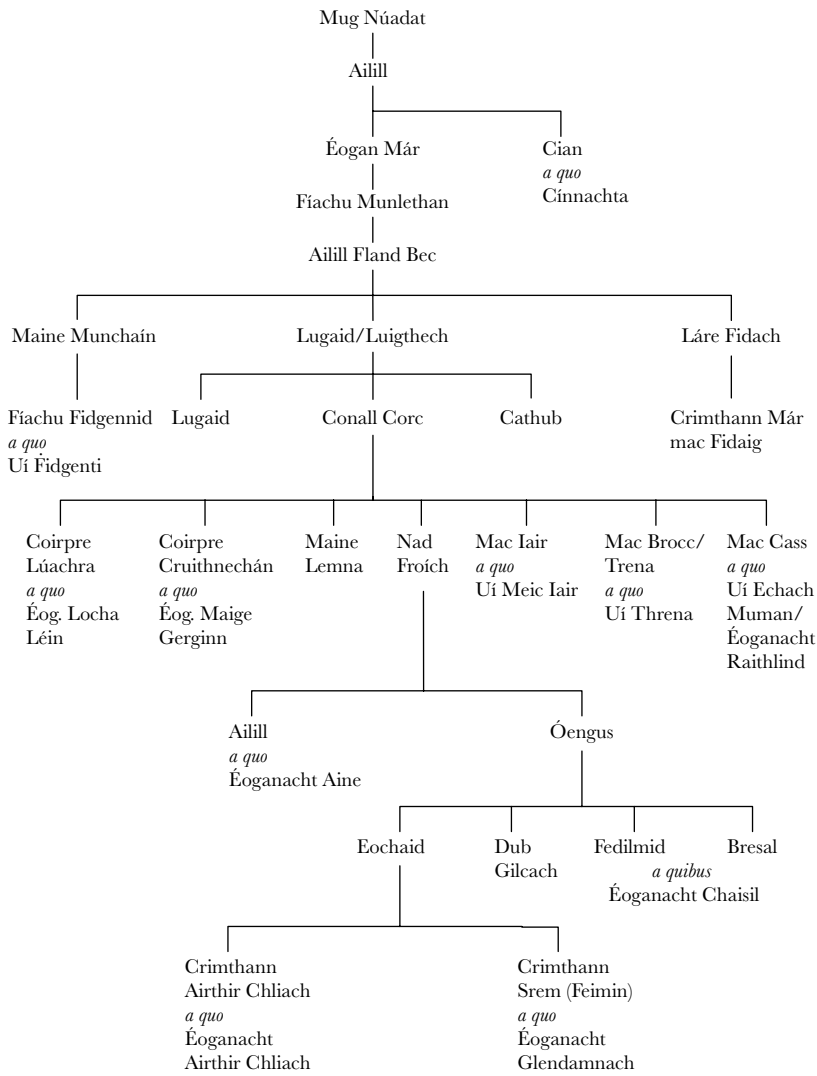 Mug Núadat
Ailill
Éogan Már
Cian
a quo
Cínnachta
Fíachu Munlethan
Ailill Fland Bec
Maine Munchaín
Lugaid/Luigthech
Láre Fidach
Fíachu Fidgennid
a quo
Uí Fidgenti
Lugaid
Conall Corc
Cathub
Crimthann Már
mac Fidaig
Coirpre
Lúachra
a quo
Éog. Locha
Léin
Coirpre
Cruithnechán
a quo
Éog. Maige
Gerginn
Maine
Lemna
Nad
Froích
Mac Iair
a quo
Uí Meic Iair
Mac Brocc/
Trena
a quo
Uí Threna
Mac Cass
a quo
Uí Echach
Muman/
Éoganacht
Raithlind
Ailill
a quo
Éoganacht Aine
Óengus
Eochaid
Dub
Gilcach
Fedilmid
Bresal
a quibus
Éoganacht Chaisil
Crimthann
Airthir Chliach
a quo
Éoganacht
Airthir Chliach
Crimthann
Srem (Feimin)
a quo
Éoganacht
Glendamnach